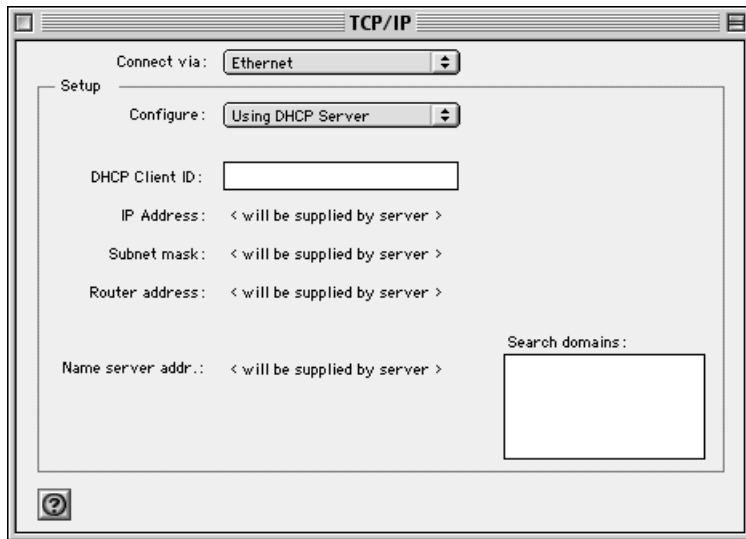 TCP/IP
Connect via: Ethernet
Setup
Configure: Using DHCP Server
DHCP Client ID:
IP Address: < will be supplied by server >
Subnet mask: < will be supplied by server >
Router address: < will be supplied by server >
Search domains:
Name server addr.: < will be supplied by server >
?